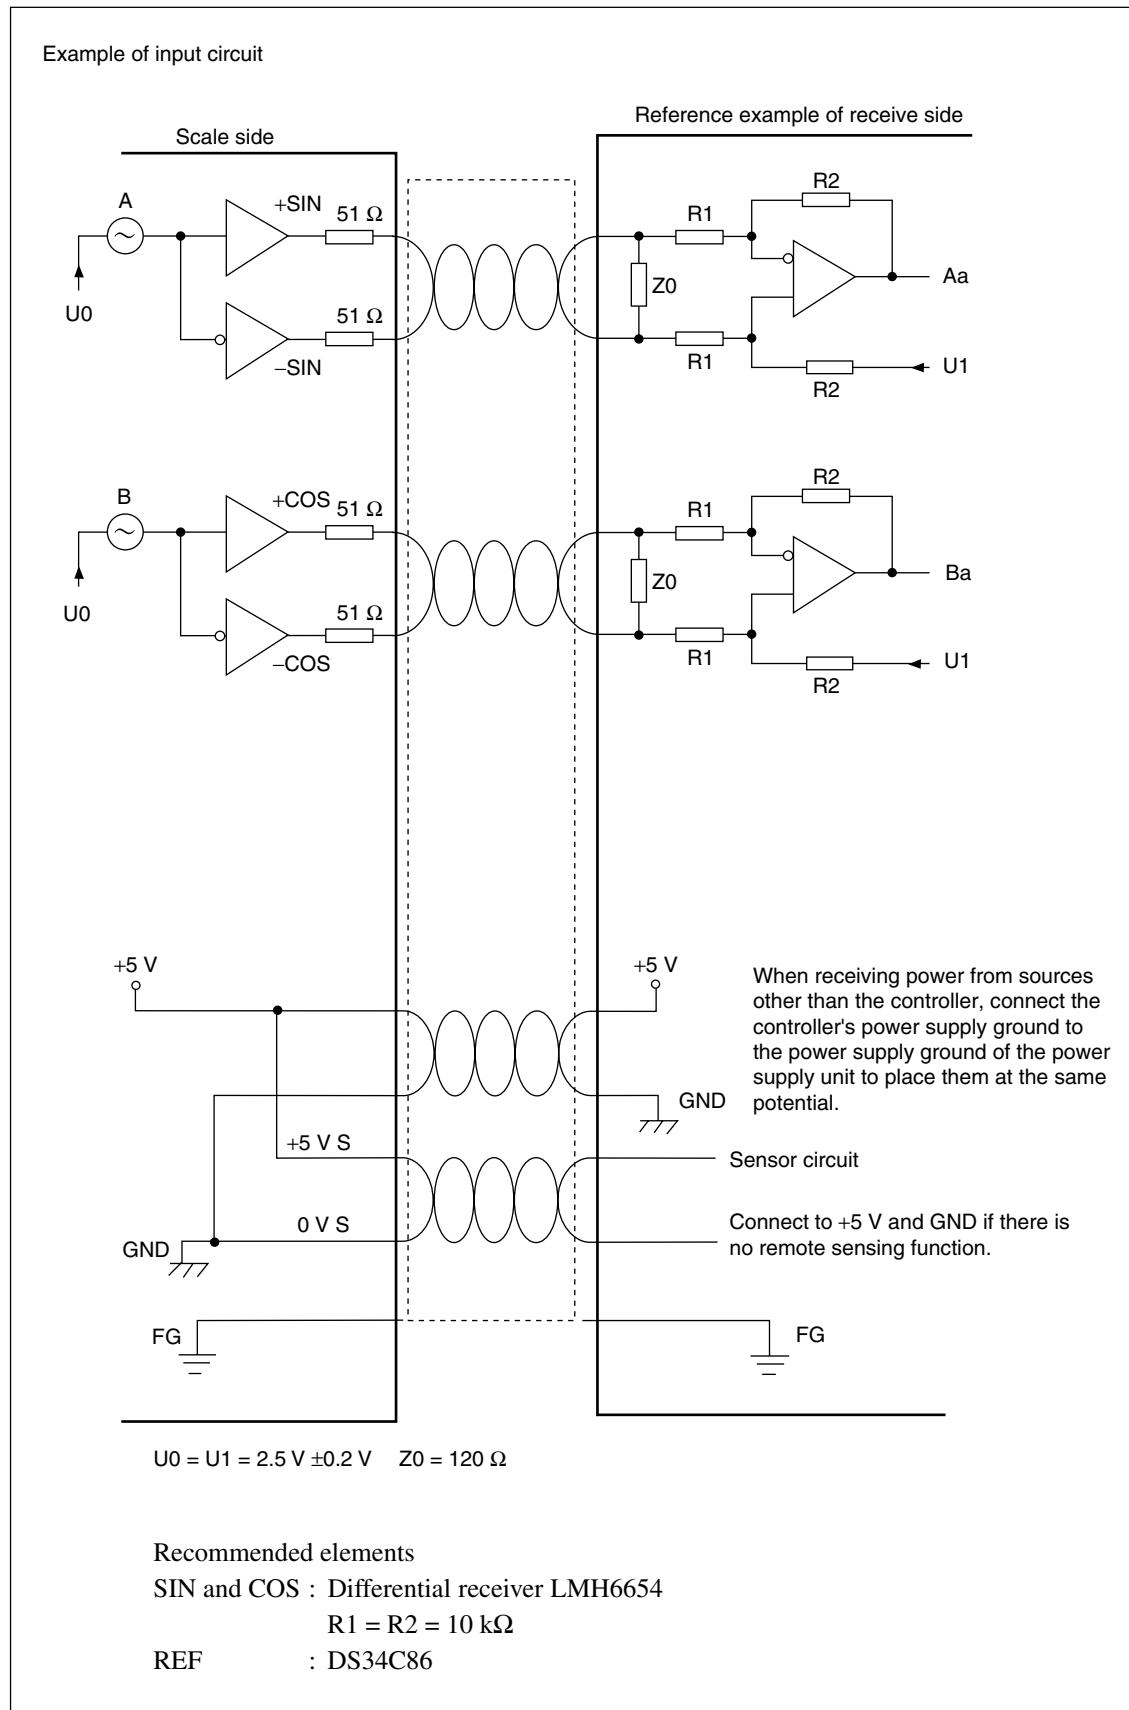 Example of input circuit
Scale side
Reference example of receive side
A
+SIN
51 Ω
U0
51 Ω
−SIN
R1
R2
Z0
Aa
R1
R2
U1
B
+COS
51 Ω
U0
51 Ω
−COS
R1
R2
Z0
Ba
R1
R2
U1
+5 V
+5 V
When receiving power from sources
other than the controller, connect the
controller's power supply ground to
the power supply ground of the power
supply unit to place them at the same
potential.
GND
+5 V S
Sensor circuit
0 V S
GND
Connect to +5 V and GND if there is
no remote sensing function.
FG
FG
U0 = U1 = 2.5 V ±0.2 V Z0 = 120 Ω
Recommended elements
SIN and COS : Differential receiver LMH6654
R1 = R2 = 10 kΩ
REF : DS34C86